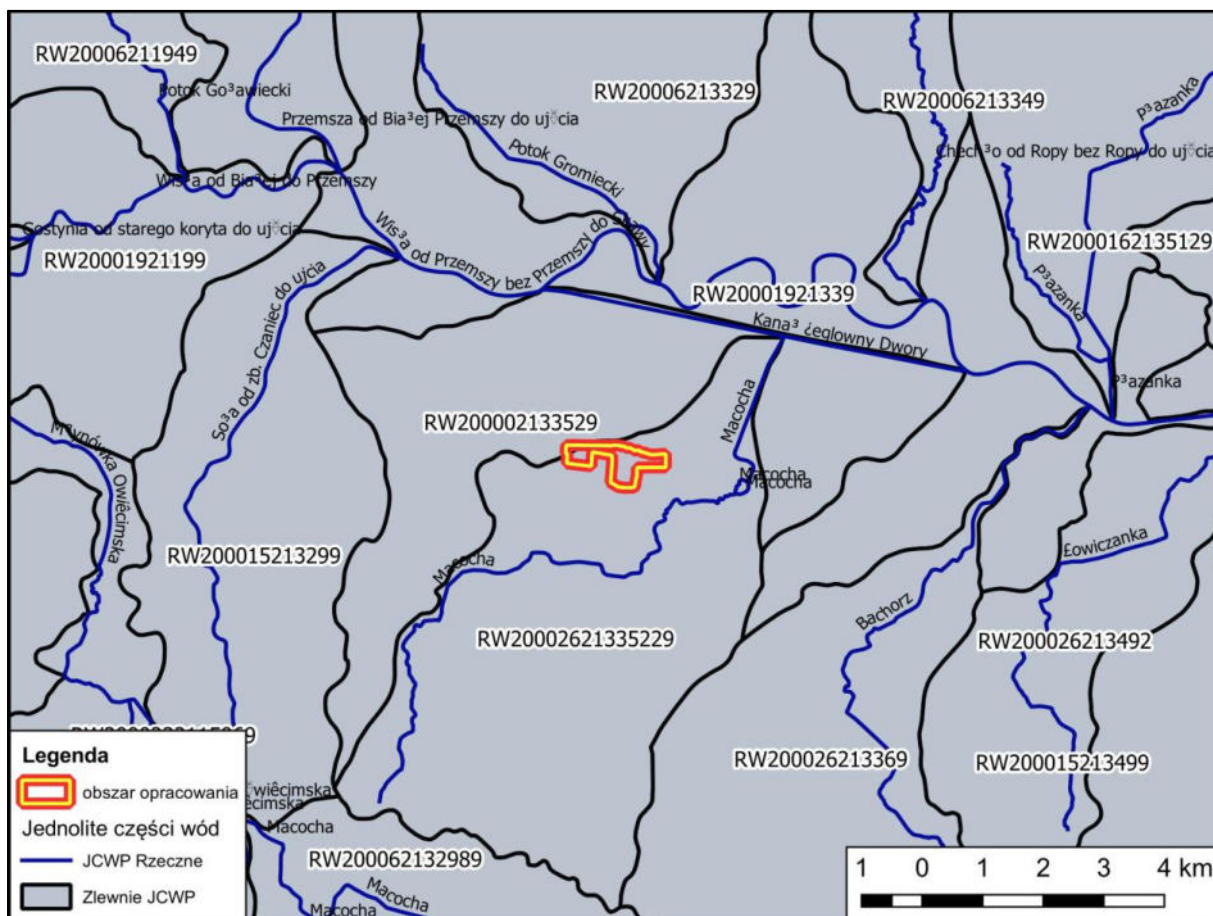 RW20006211949
Potok Go³awiecki
Przemsza od Bia³ej Przemszy do ujœcia
RW20006213329
RW20006213349
P³azanka
Potok Gromiecki
Chech³o od Ropy bez Ropy do ujœcia
Wis³a od Bia³ej do Przemszy
Gostynia od starego koryta do ujœcia
RW20001921199
Wis³a od Przemszy bez Przemszy do Skawy
RW2000162135129
P³azanka
RW20001921339
Kana³ ¿eglowny Dwory
So³a od zb. Czaniec do ujœcia
P³azanka
Macocha
RW200002133529
M³ynówka Oœwiêcimska
Macocha
Macocha
RW200015213299
Macocha
£owiczanka
Bachorz
RW20002621335229
RW200026213492
RW200026213369
RW200015213499
Macocha
RW200062132989
Macocha
Macocha
Legenda
obszar opracowania
Jednolite części wód
JCWP Rzeczne
Zlewnie JCWP
1 0 1 2 3 4 km